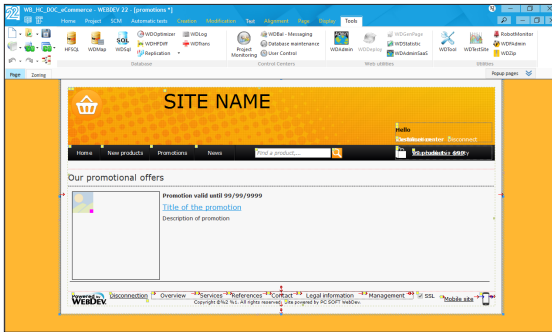 WB_HC_DOC_eCommerce - WEBDEV 22 - [promotions *]
Home Project SCM Automatic tests Creation Modification Text Alignment Page Display Tools
HFSQL WDMap WDSql WDOptimizer WDHFDiff Replication WDLog WDTrans
Project Monitoring WDBal - Messaging Database maintenance User Control
WDAdmin WDDeploy WDGenPage WDStatistic WDAdminSaaS
WDTool WDTestSite RobotMonitor WDRAdmin WDZip
Database Control Centers Web utilities Utilities
Page Zoning Popup pages
SITE NAME
Hello
Disconnect
Home New products Promotions News Find a product,...
Our promotional offers
Promotion valid until 99/99/9999
Title of the promotion
Description of promotion
Powered by WEBDEV Disconnection Overview Services References Contact Legal information Management SSL Mobile site
Copyright ©%2 %1. All rights reserved. Site powered by PC SOFT WebDev.